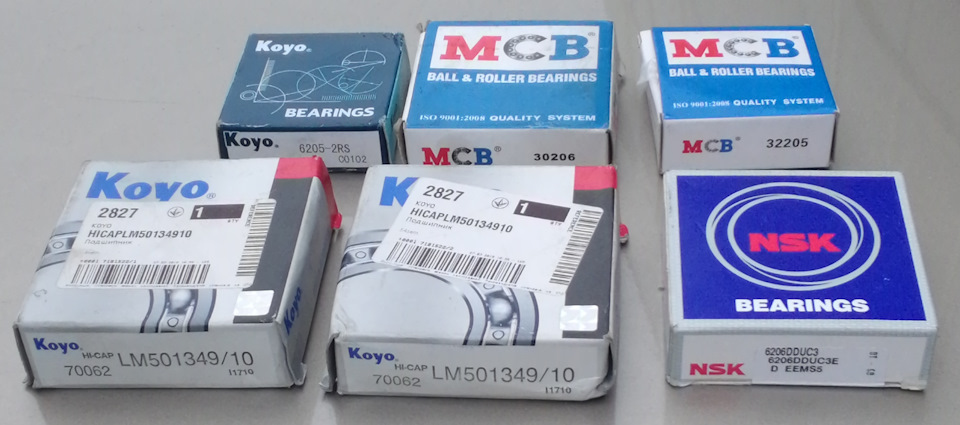 Koyo®
BEARINGS
Koyo®
6205-2RS
C0102
MCB®
BALL & ROLLER BEARINGS
ISO 9001:2008 QUALITY SYSTEM
MCB®
30206
MCB®
BALL & ROLLER BEARINGS
ISO 9001:2008 QUALITY SYSTEM
MCB®
32205
Koyo®
2827
1
KOYO
HICAPLM50134910
Подшипник
Koyo
Koyo®
HI-CAP LM501349/10
70062
I1710
2827
1
KOYO
HICAPLM50134910
Подшипник
Koyo®
HI-CAP LM501349/10
70062
I1710
NSK
BEARINGS
NSK
6206DDUC3
6206DDUC3E
D EEMS5